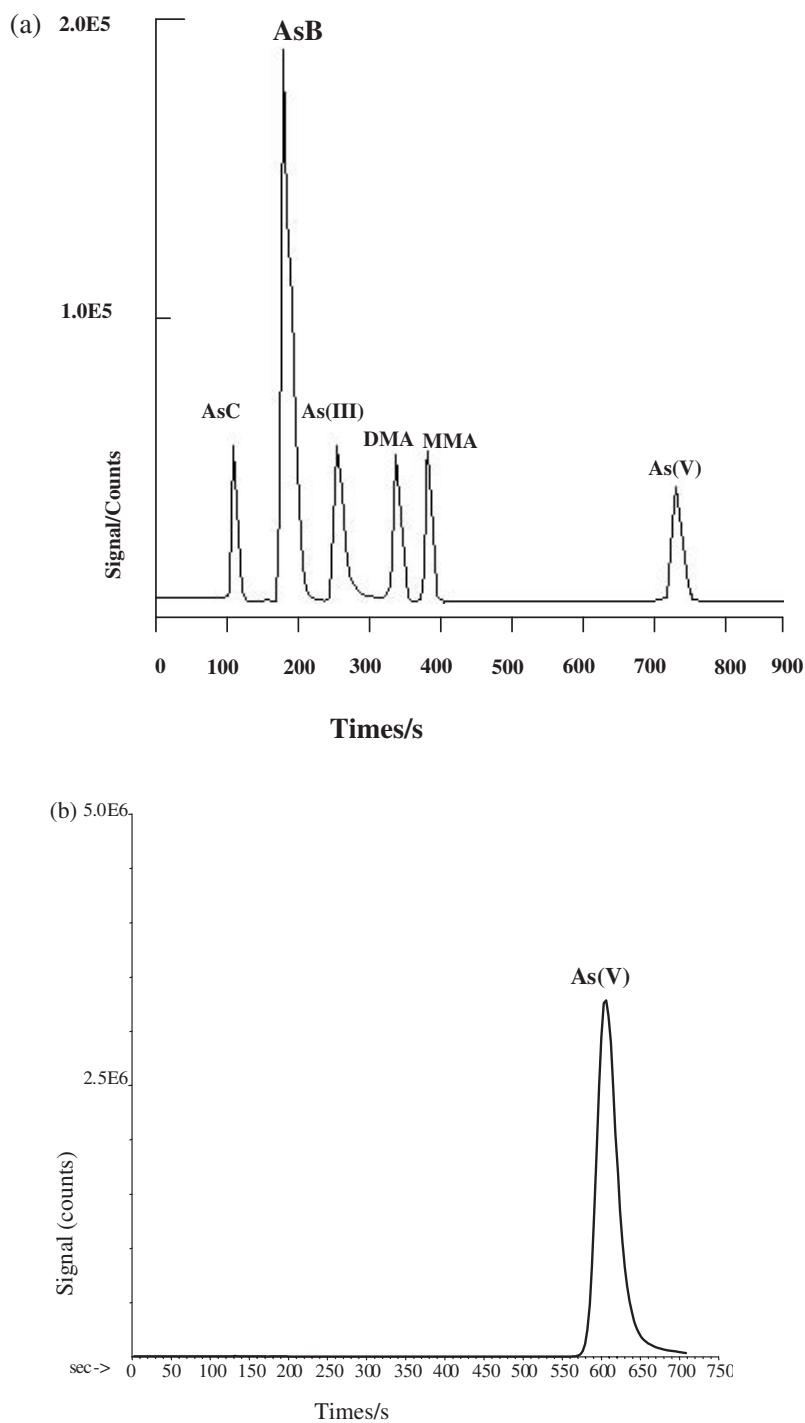 (a)
2.0E5
AsB
1.0E5
AsC
As(III)
DMA
MMA
As(V)
Signal/Counts
0 100 200 300 400 500 600 700 800 900
Times/s
(b)
5.0E6
As(V)
2.5E6
Signal (counts)
sec->
0 50 100 150 200 250 300 350 400 450 500 550 600 650 700 750
Times/s